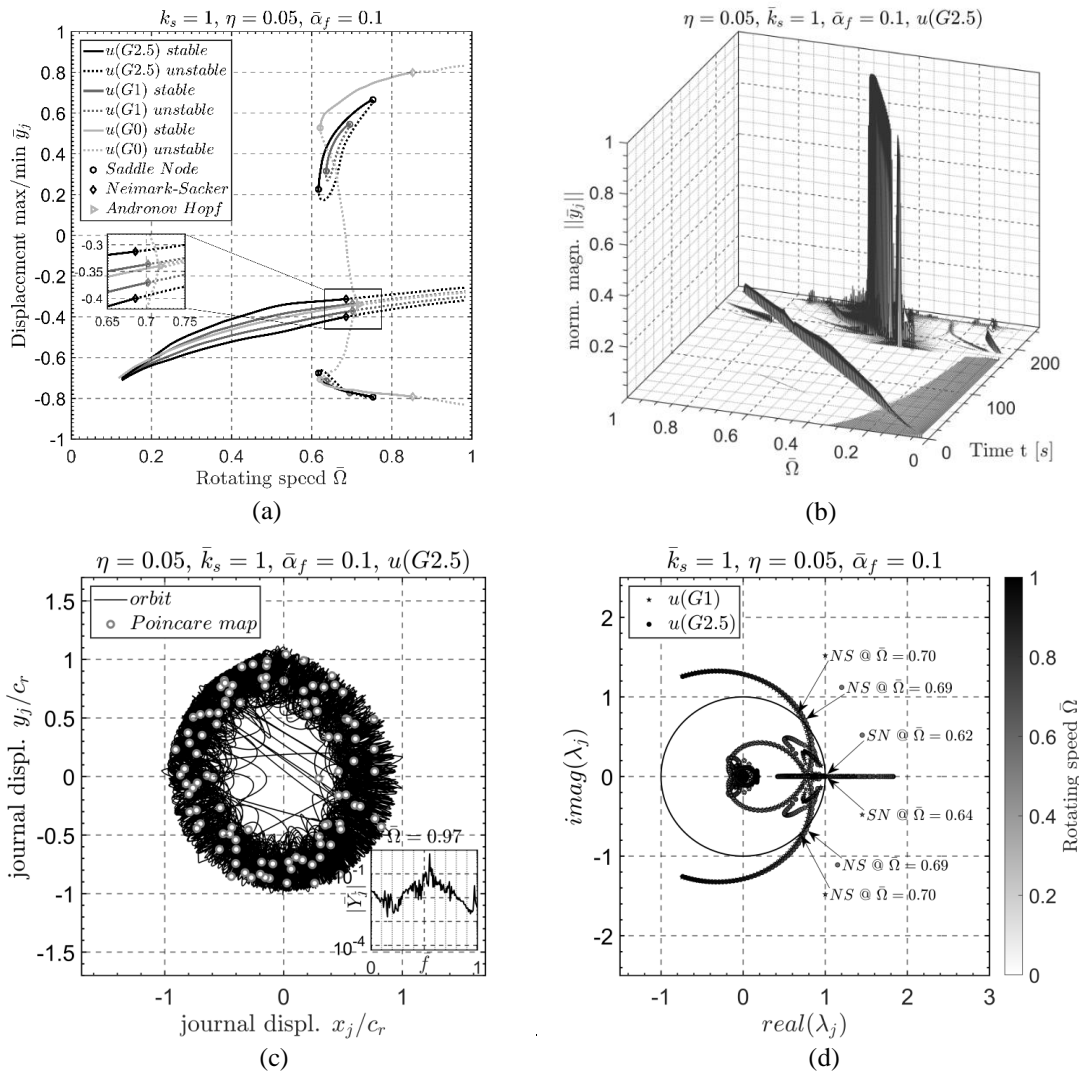 k_s = 1, η = 0.05, ᾱ_f = 0.1
Displacement max/min ȳ_j
1
0.8
0.6
0.4
0.2
0
-0.2
-0.4
-0.6
-0.8
-1
u(G2.5) stable
u(G2.5) unstable
u(G1) stable
u(G1) unstable
u(G0) stable
u(G0) unstable
Saddle Node
Neimark-Sacker
Andronov Hopf
-0.3
-0.35
-0.4
0.65 0.7 0.75
0 0.2 0.4 0.6 0.8 1
Rotating speed Ω̄
(a)
η = 0.05, k̄_s = 1, ᾱ_f = 0.1, u(G2.5)
norm. magn. ||ȳ_j||
1
0.8
0.6
0.4
0.2
1 0.8 0.6 0.4 0.2 0
Ω̄
0 100 200
Time t [s]
(b)
η = 0.05, k̄_s = 1, ᾱ_f = 0.1, u(G2.5)
orbit
Poincare map
journal displ. y_j/c_r
1.5
1
0.5
0
-0.5
-1
-1.5
Ω̄ = 0.97
|Ȳ_j|
10^-1
10^-4
0 f̄ 1
-1 0 1
journal displ. x_j/c_r
(c)
k̄_s = 1, η = 0.05, ᾱ_f = 0.1
u(G1)
u(G2.5)
imag(λ_j)
2
1
0
-1
-2
NS @ Ω̄ = 0.70
NS @ Ω̄ = 0.69
SN @ Ω̄ = 0.62
SN @ Ω̄ = 0.64
NS @ Ω̄ = 0.69
NS @ Ω̄ = 0.70
-1 0 1 2 3
real(λ_j)
1
0.8
0.6
0.4
0.2
0
Rotating speed Ω̄
(d)